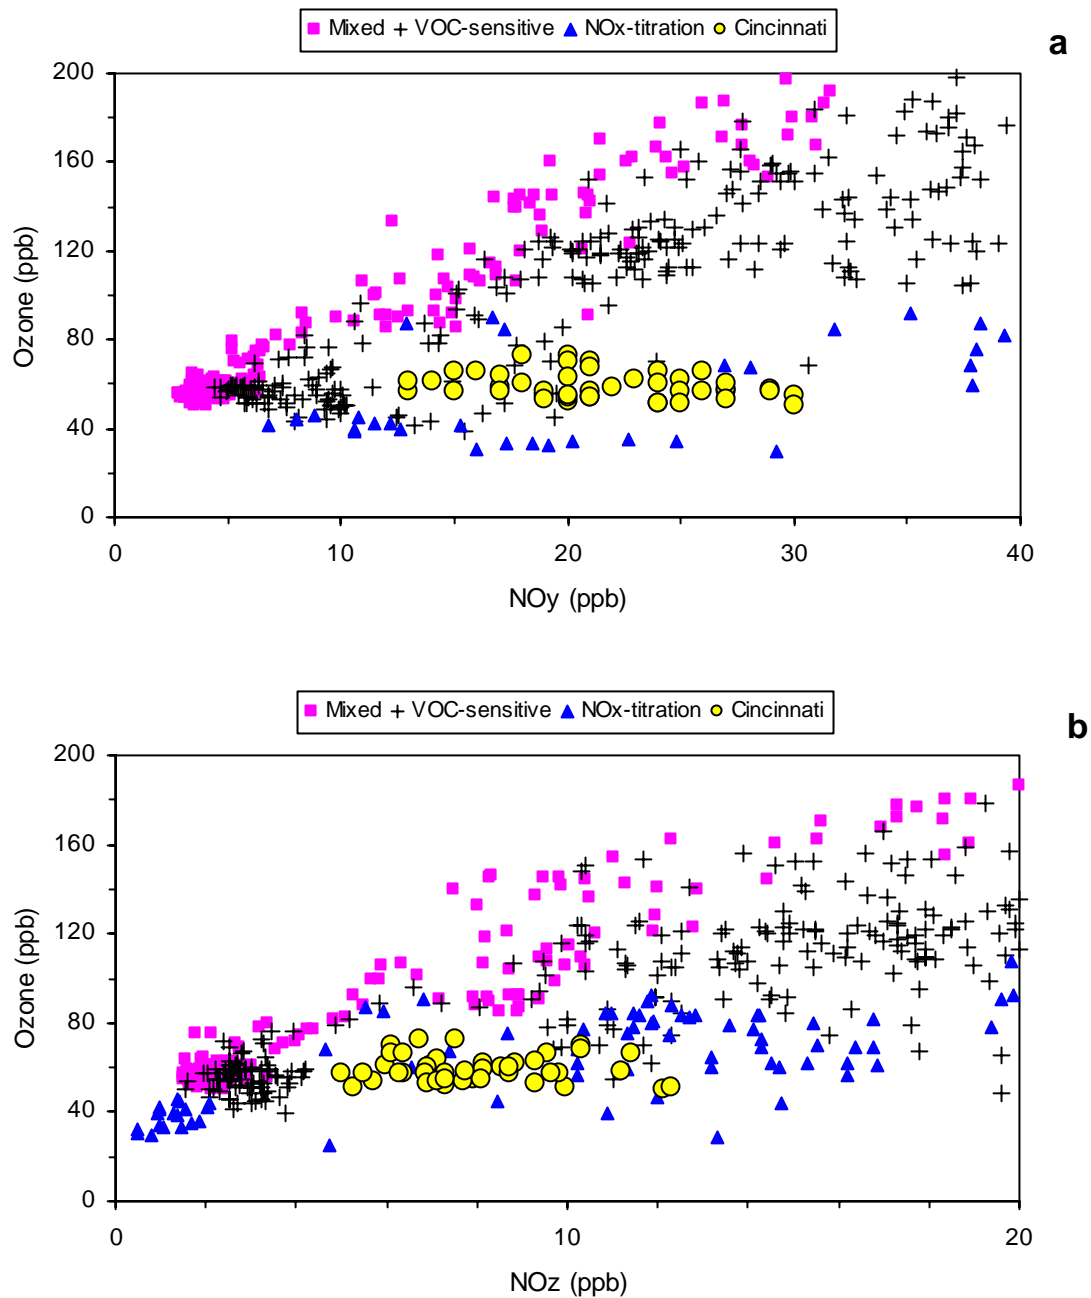 Mixed VOC-sensitive NOx-titration Cincinnati
a
200
160
120
80
40
0
Ozone (ppb)
0 10 20 30 40
NOy (ppb)
Mixed VOC-sensitive NOx-titration Cincinnati
b
200
160
120
80
40
0
Ozone (ppb)
0 10 20
NOz (ppb)